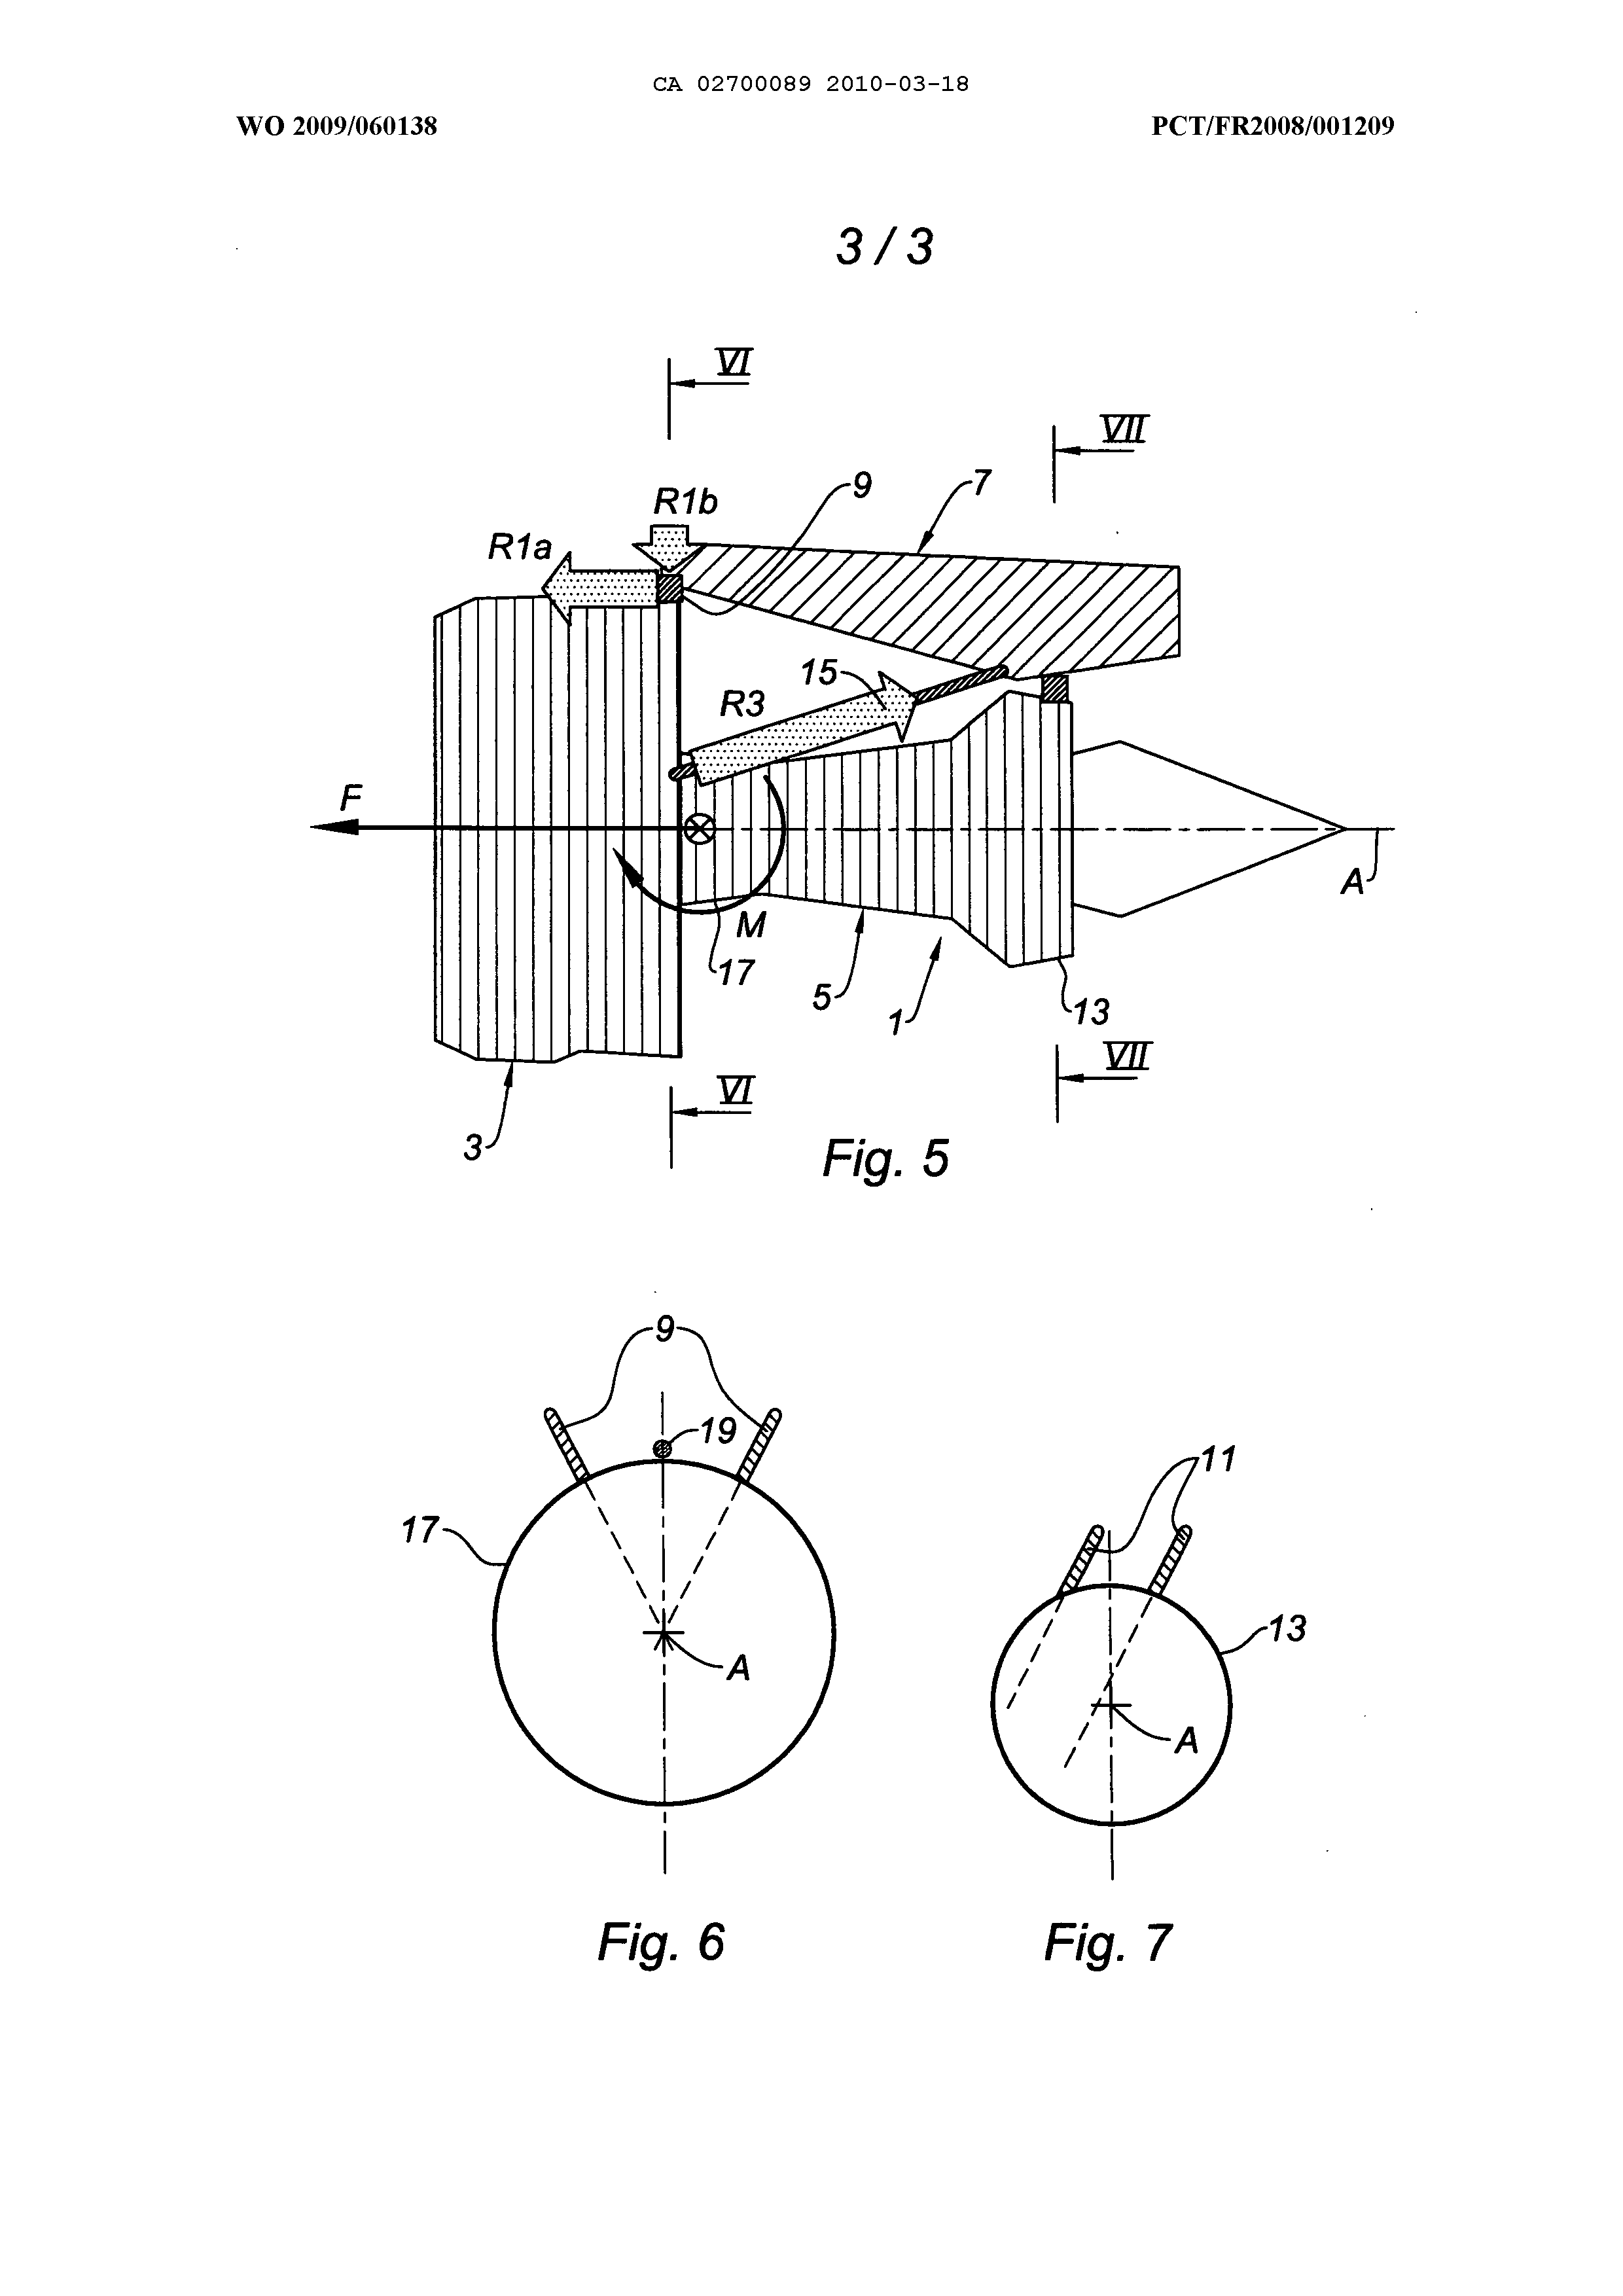 CA 02700089 2010-03-18
WO 2009/060138 PCT/FR2008/001209
3/3
VI
VII
9
7
R1b
R1a
15
R3
F
A
M
17
5
1
13
VII
VI
3
Fig. 5
9
19
11
17
13
A
A
Fig. 6 Fig. 7